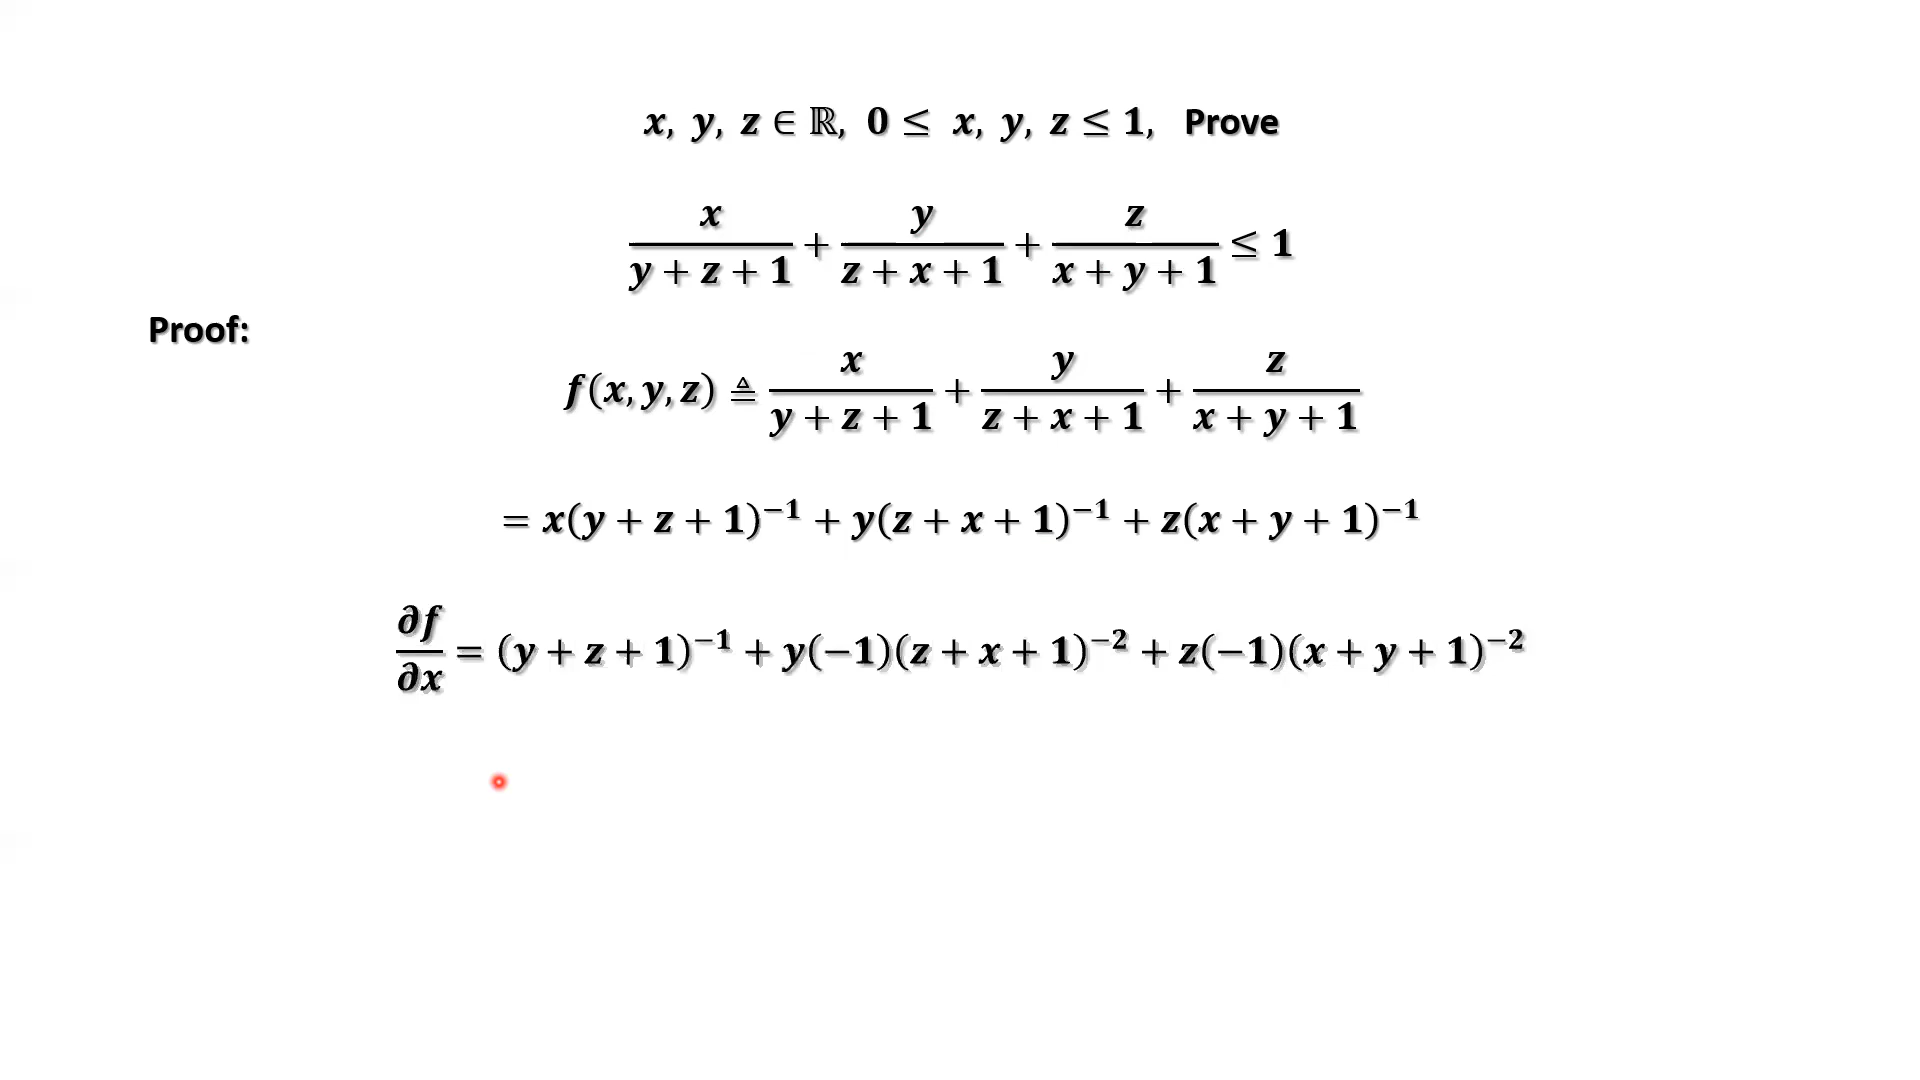 x, y, z ∈ ℝ, 0 ≤ x, y, z ≤ 1, Prove
x/(y + z + 1) + y/(z + x + 1) + z/(x + y + 1) ≤ 1
Proof:
f(x, y, z) ≜ x/(y + z + 1) + y/(z + x + 1) + z/(x + y + 1)
= x(y + z + 1)⁻¹ + y(z + x + 1)⁻¹ + z(x + y + 1)⁻¹
∂f/∂x = (y + z + 1)⁻¹ + y(−1)(z + x + 1)⁻² + z(−1)(x + y + 1)⁻²